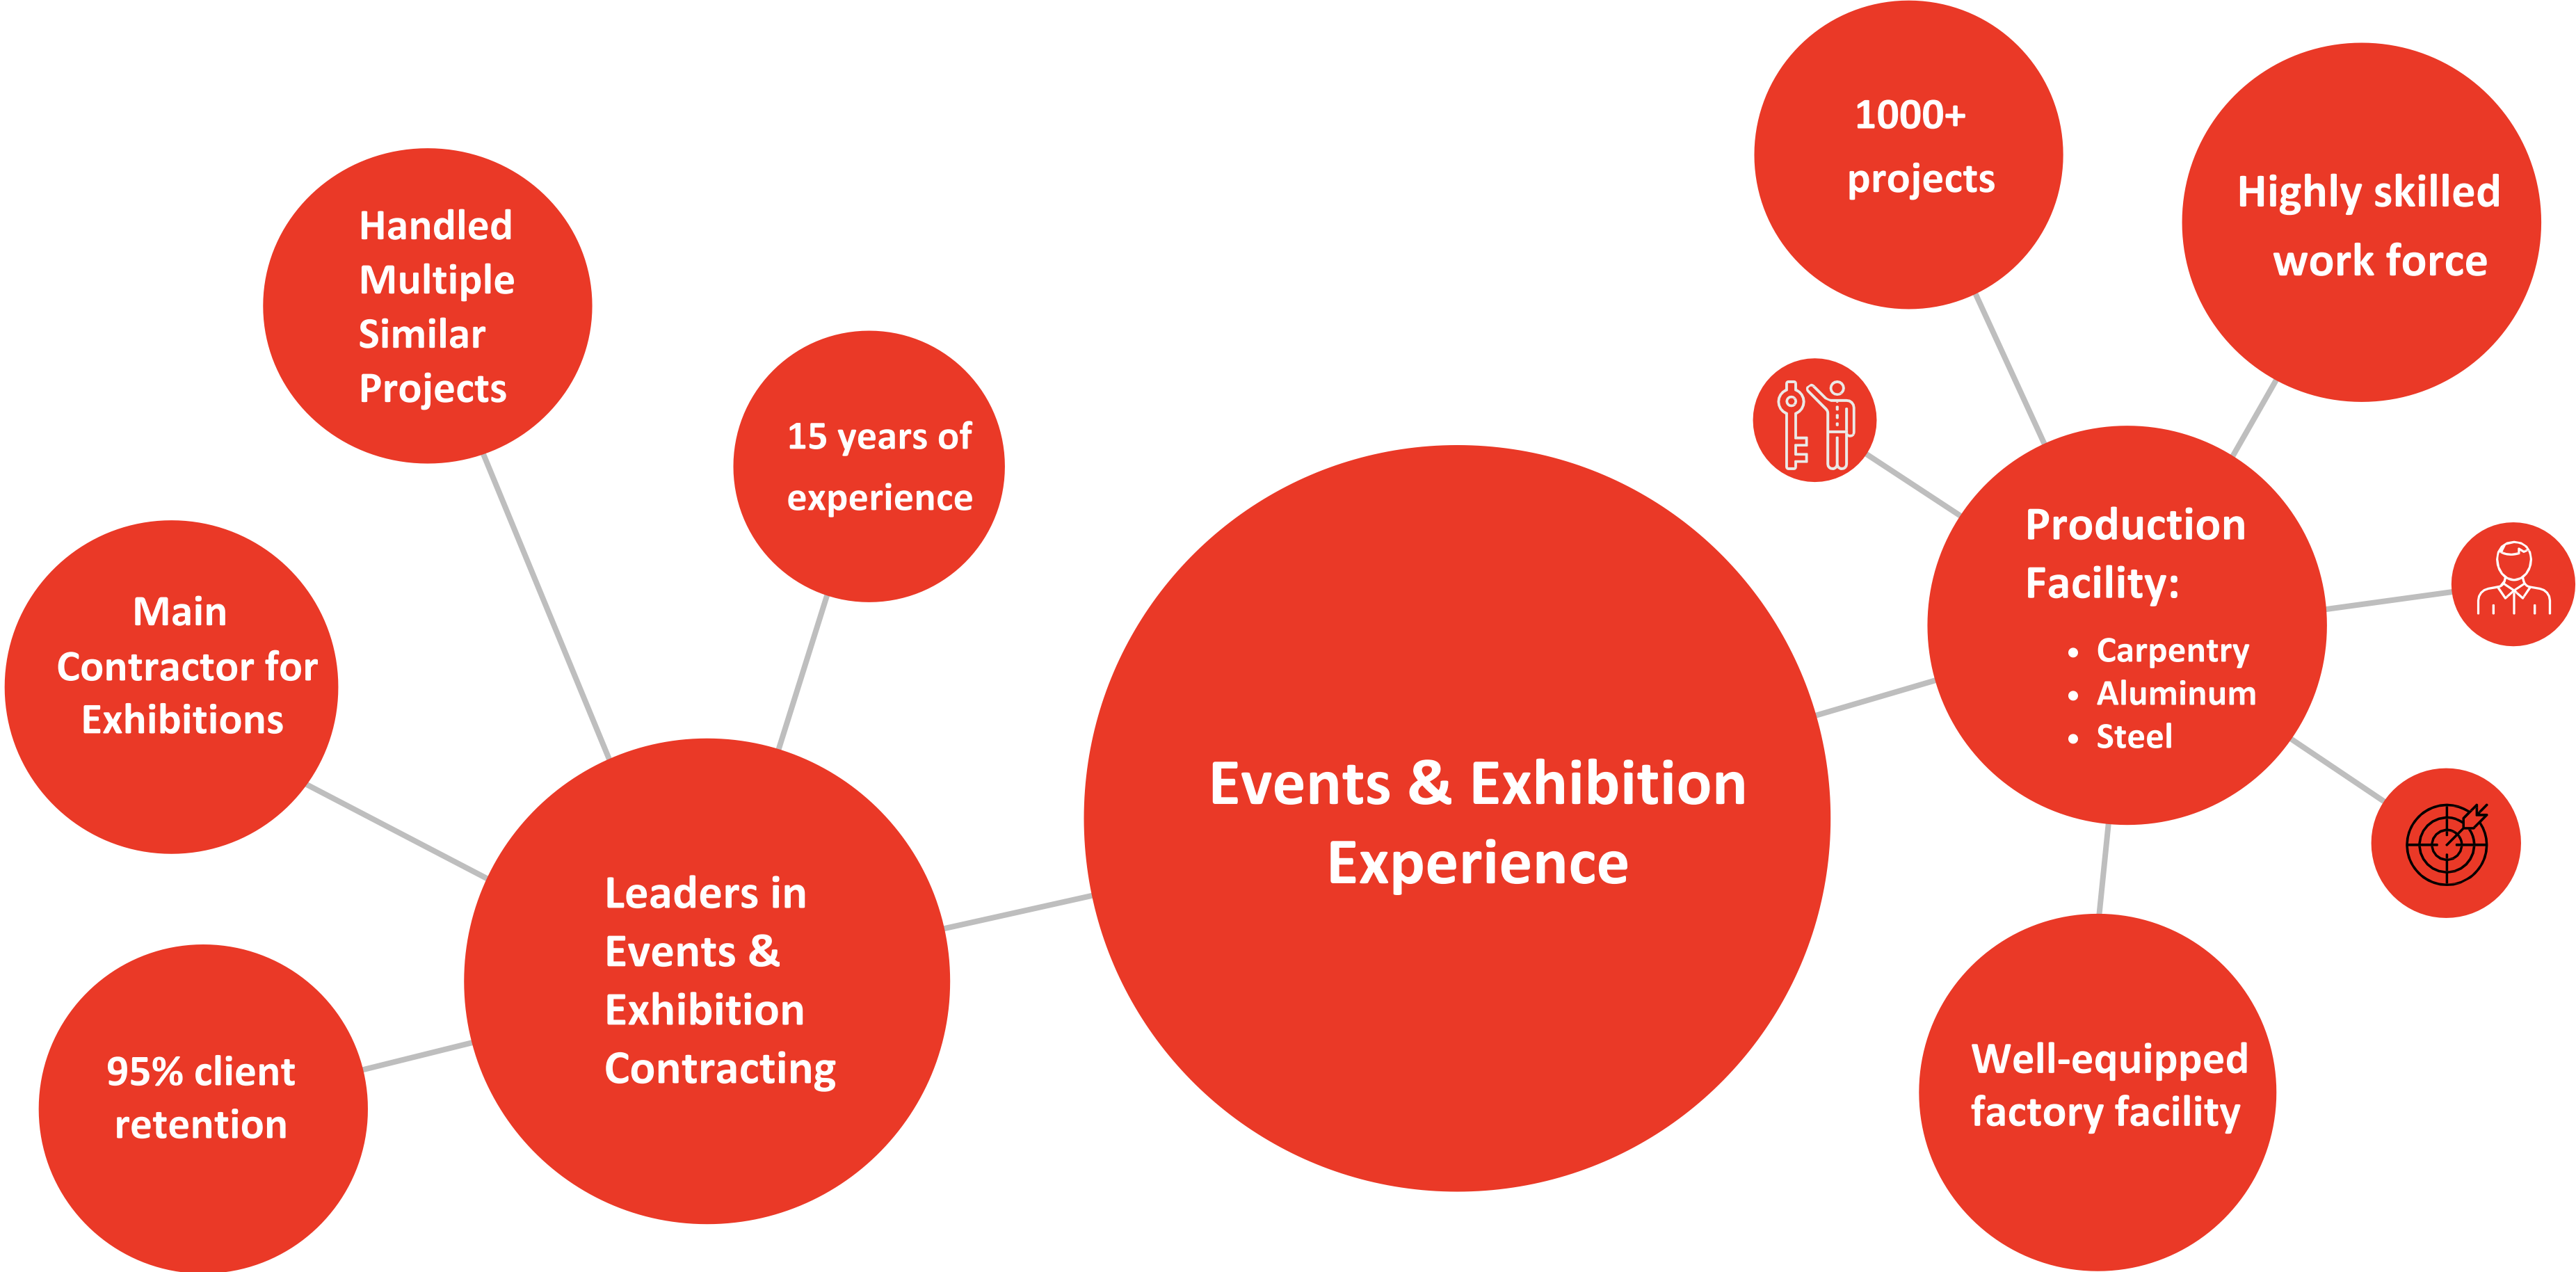 1000+
projects
Highly skilled
work force
Handled
Multiple
Similar
Projects
15 years of
experience
Production
Facility:
• Carpentry
• Aluminum
• Steel
Main
Contractor for
Exhibitions
Events & Exhibition
Experience
Leaders in
Events &
Exhibition
Contracting
95% client
retention
Well-equipped
factory facility